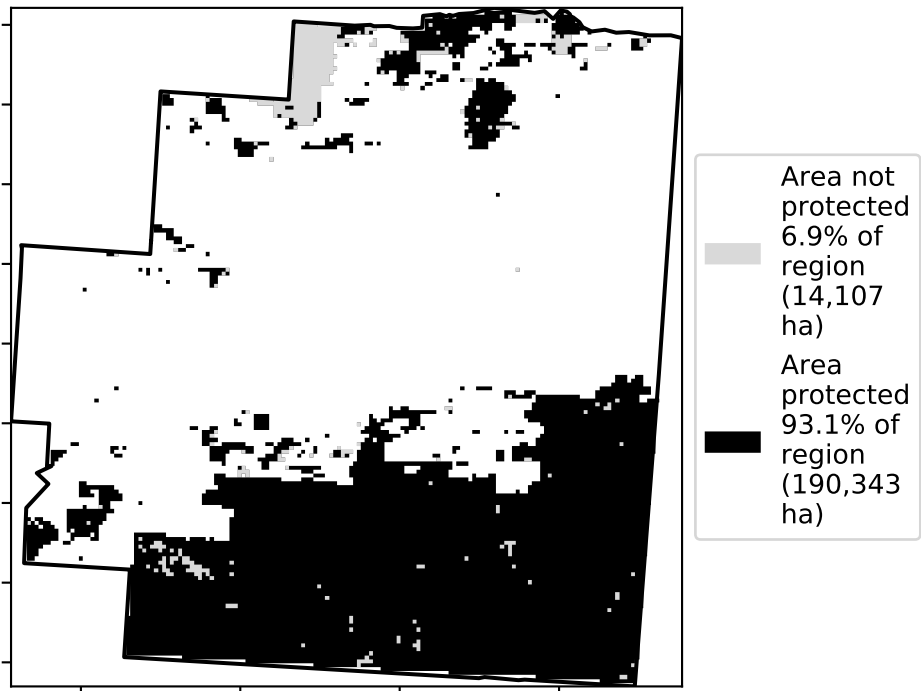 Area not
protected
6.9% of
region
(14,107
ha)
Area
protected
93.1% of
region
(190,343
ha)